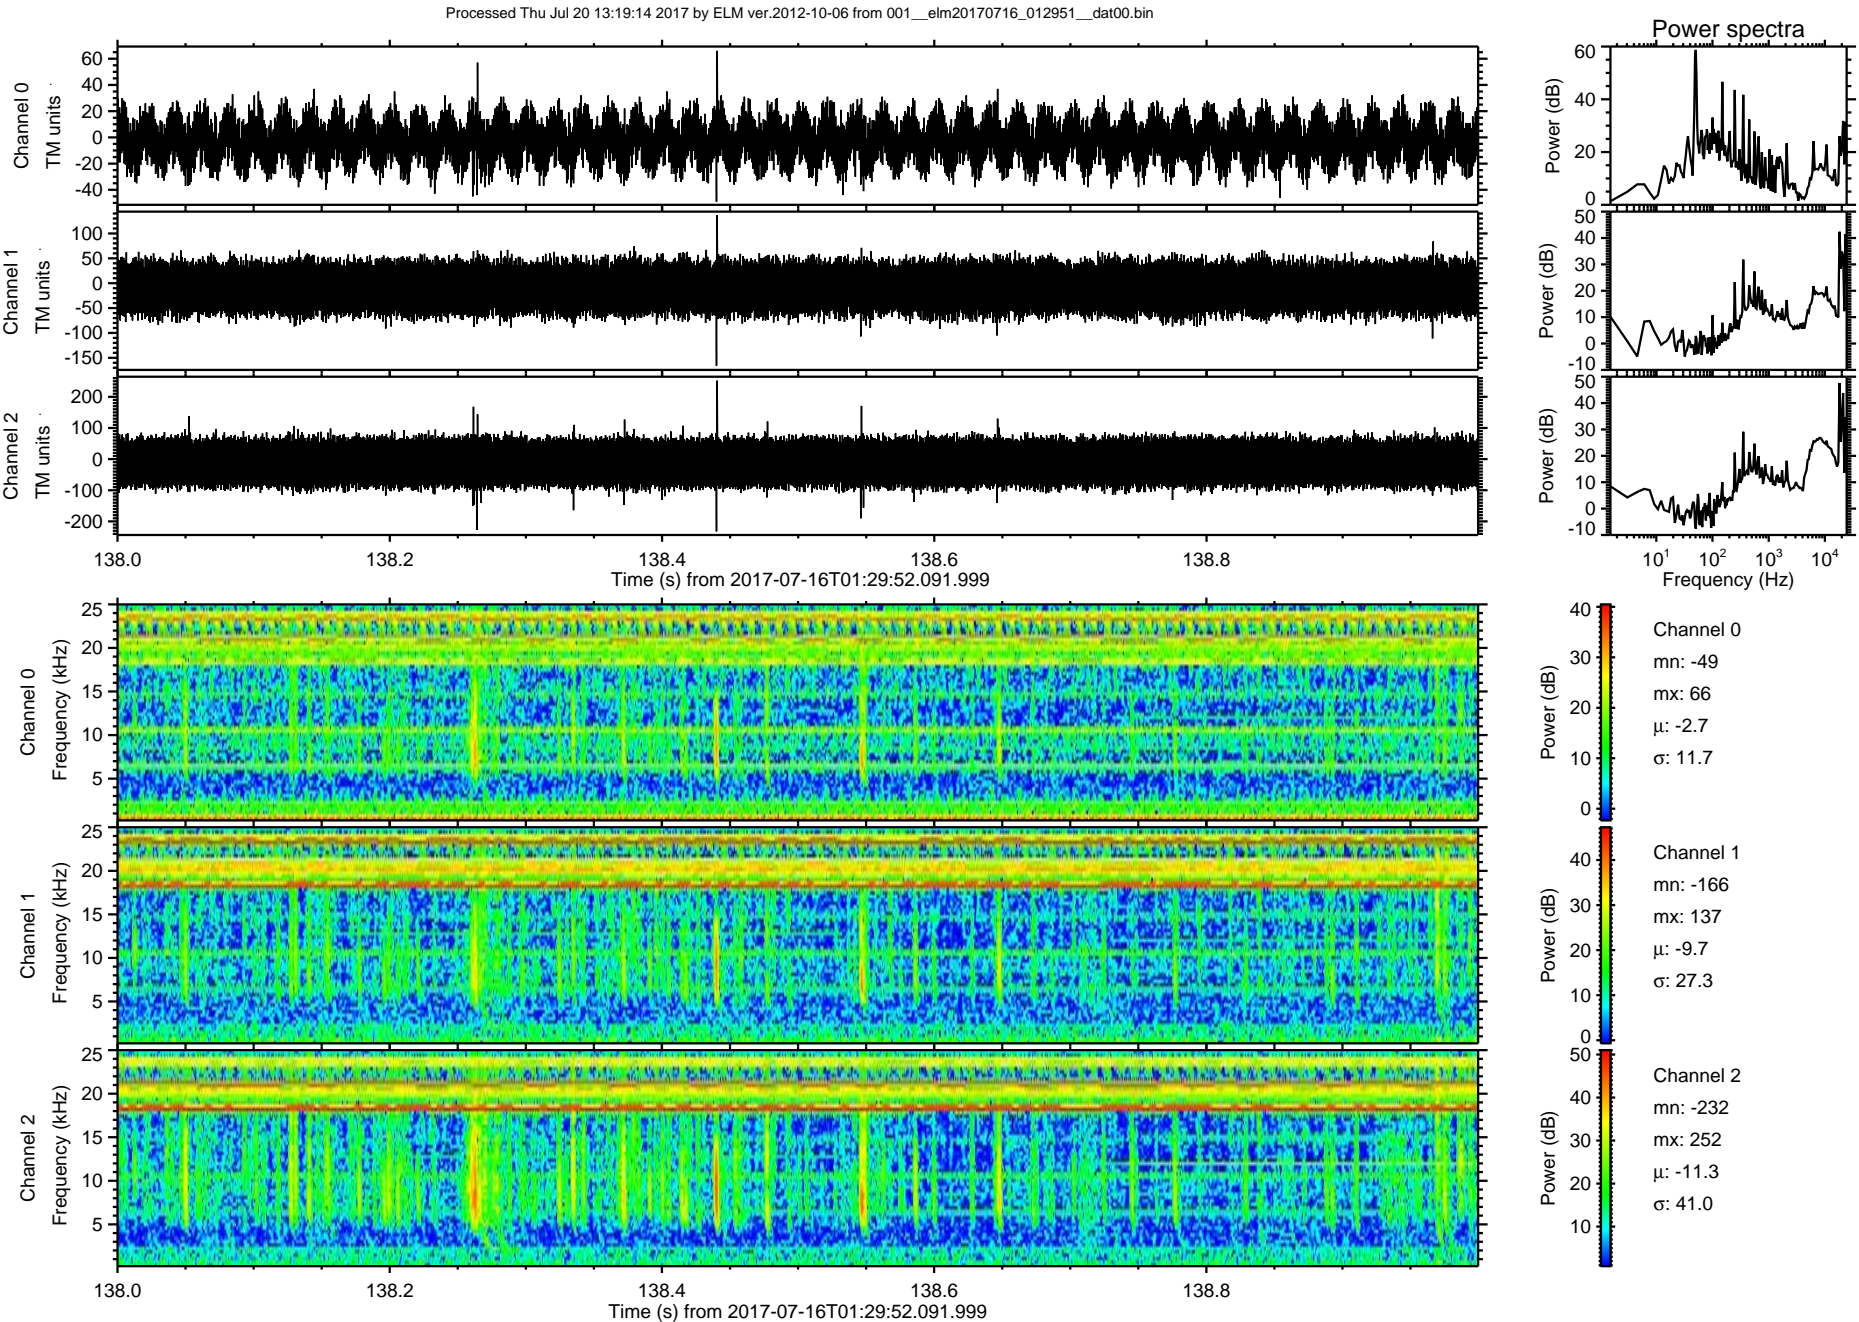 Processed Thu Jul 20 13:19:14 2017 by ELM ver.2012-10-06 from 001__elm20170716_012951__dat00.bin
Power spectra
Channel 0
TM units
60
40
20
0
-20
-40
Power (dB)
60
40
20
0
Channel 1
TM units
100
50
0
-50
-100
-150
Power (dB)
50
40
30
20
10
0
-10
Channel 2
TM units
200
100
0
-100
-200
Power (dB)
50
40
30
20
10
0
-10
138.0 138.2 138.4 138.6 138.8
Time (s) from 2017-07-16T01:29:52.091.999
10^1 10^2 10^3 10^4
Frequency (Hz)
Channel 0
Frequency (kHz)
25
20
15
10
5
Power (dB)
40
30
20
10
0
Channel 0
mn: -49
mx: 66
μ: -2.7
σ: 11.7
Channel 1
Frequency (kHz)
25
20
15
10
5
Power (dB)
40
30
20
10
0
Channel 1
mn: -166
mx: 137
μ: -9.7
σ: 27.3
Channel 2
Frequency (kHz)
25
20
15
10
5
Power (dB)
50
40
30
20
10
Channel 2
mn: -232
mx: 252
μ: -11.3
σ: 41.0
138.0 138.2 138.4 138.6 138.8
Time (s) from 2017-07-16T01:29:52.091.999